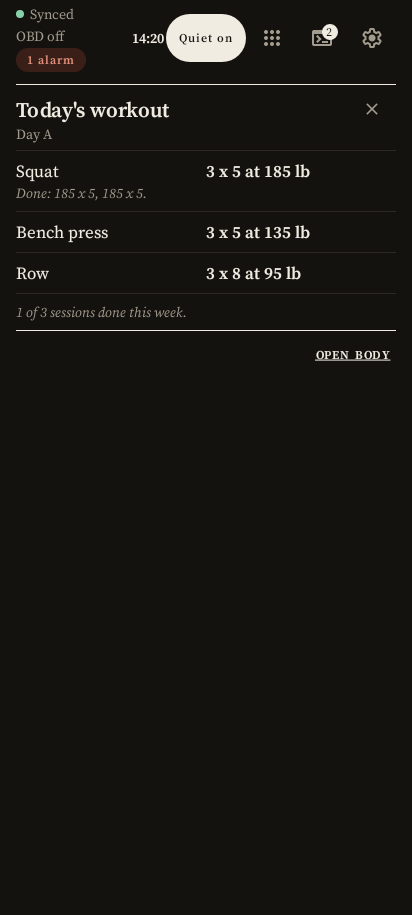 Synced
OBD off
1 alarm
14:20
Quiet on
2
Today's workout
Day A
Squat 3 x 5 at 185 lb
Done: 185 x 5, 185 x 5.
Bench press 3 x 5 at 135 lb
Row 3 x 8 at 95 lb
1 of 3 sessions done this week.
OPEN BODY